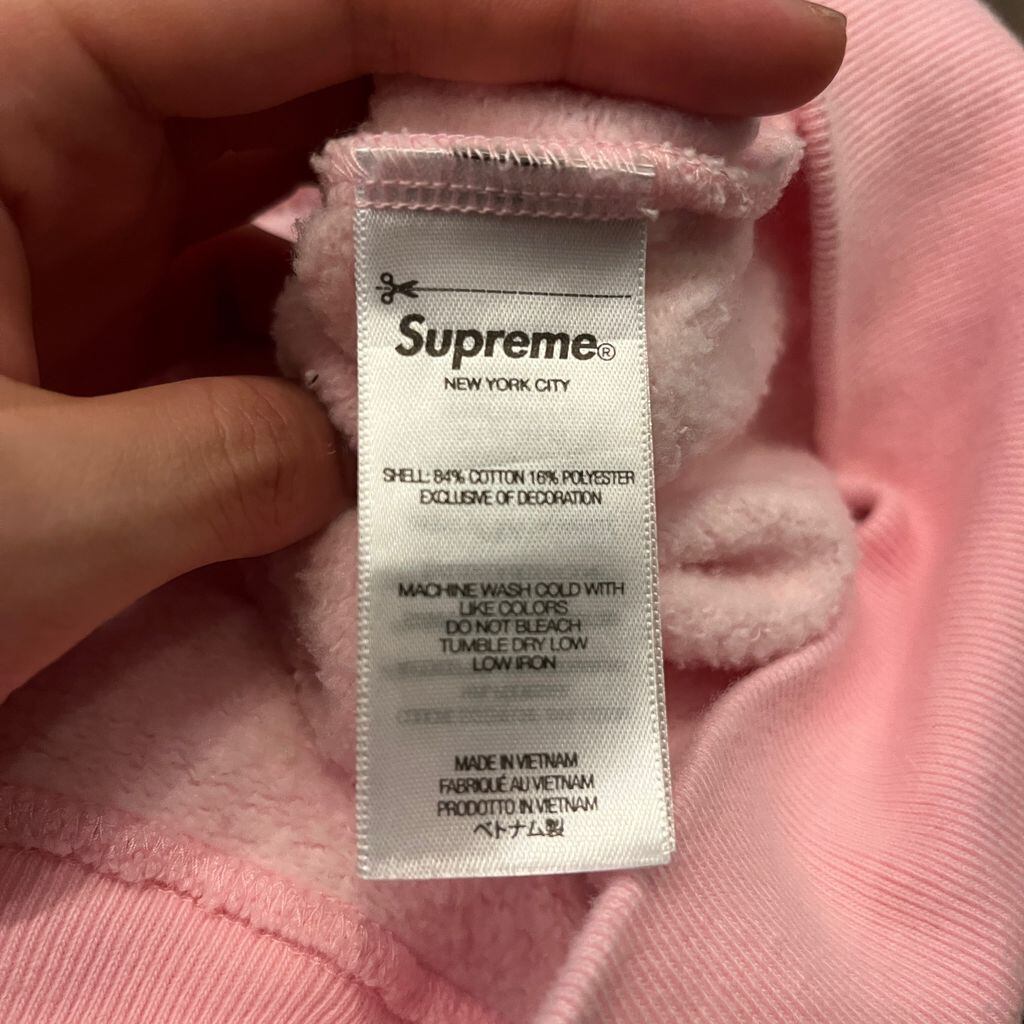 Supreme®
NEW YORK CITY
SHELL: 84% COTTON 16% POLYESTER
EXCLUSIVE OF DECORATION
MACHINE WASH COLD WITH
LIKE COLORS
DO NOT BLEACH
TUMBLE DRY LOW
LOW IRON
MADE IN VIETNAM
FABRIQUÉ AU VIETNAM
PRODOTTO IN VIETNAM
ベトナム製